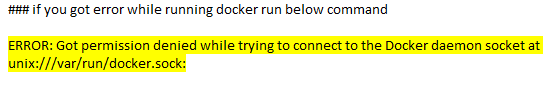 ### if you got error while running docker run below command
ERROR: Got permission denied while trying to connect to the Docker daemon socket at
unix:///var/run/docker.sock: